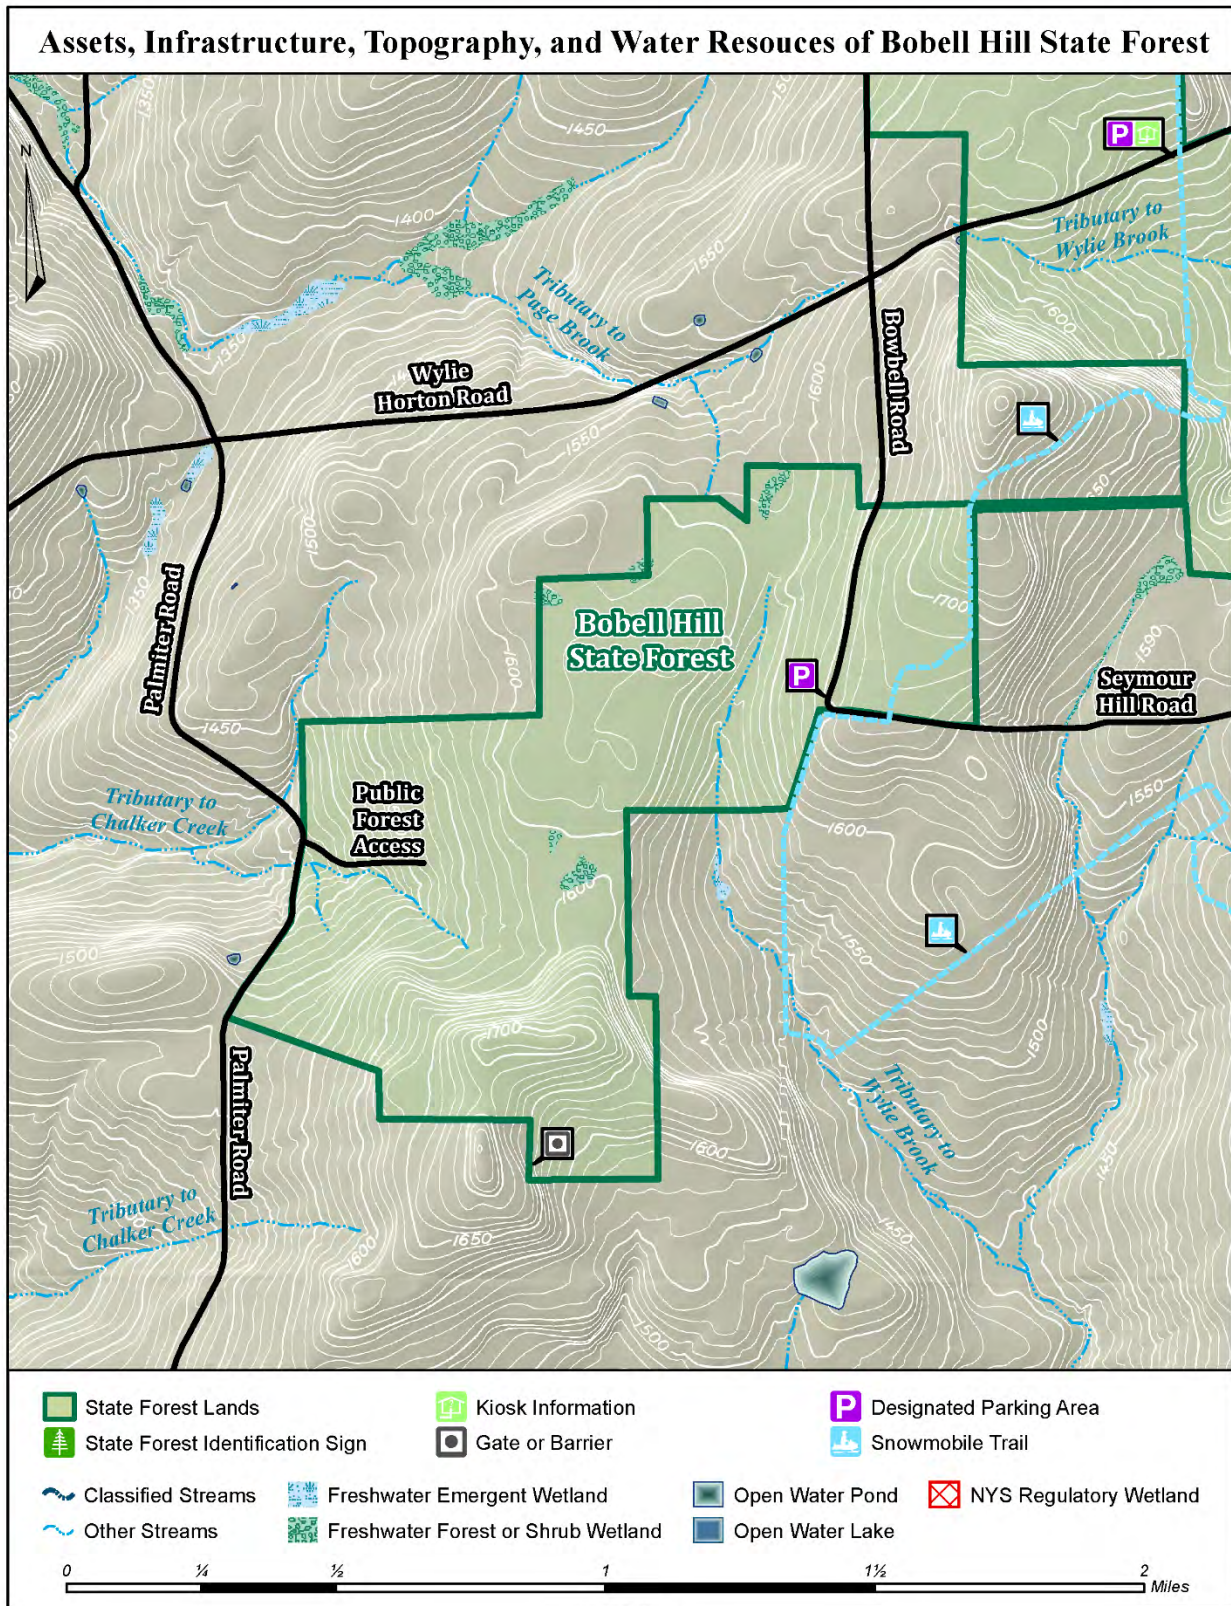 Assets, Infrastructure, Topography, and Water Resouces of Bobell Hill State Forest
N
1350
1450
1400
1550
1350
1550
1600
1600
1500
1350
1600
1700
1590
1450
1550
1600
1600
1500
1550
1500
1700
1600
1450
1450
1650
1600
1500
P
Tributary to
Wylie Brook
Tributary to
Page Brook
Wylie
Horton Road
Bowbell Road
Palmiter Road
Bobell Hill
State Forest
P
Seymour
Hill Road
Public
Forest
Access
Tributary to
Chalker Creek
Palmiter Road
Tributary to
Wylie Brook
Tributary to
Chalker Creek
State Forest Lands
Kiosk Information
P Designated Parking Area
State Forest Identification Sign
Gate or Barrier
Snowmobile Trail
Classified Streams
Freshwater Emergent Wetland
Open Water Pond
NYS Regulatory Wetland
Other Streams
Freshwater Forest or Shrub Wetland
Open Water Lake
0 ¼ ½ 1 1½ 2
Miles